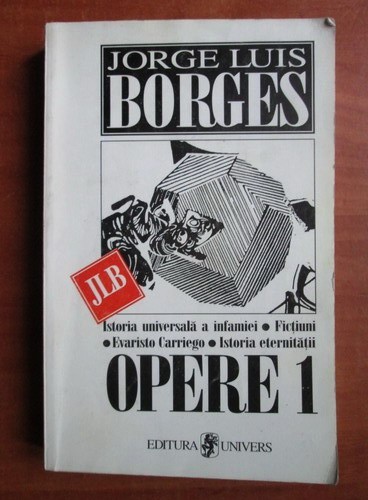 JORGE LUIS
BORGES
JLB
Istoria universală a infamiei • Ficțiuni
• Evaristo Carriego • Istoria eternității
OPERE 1
EDITURA UNIVERS